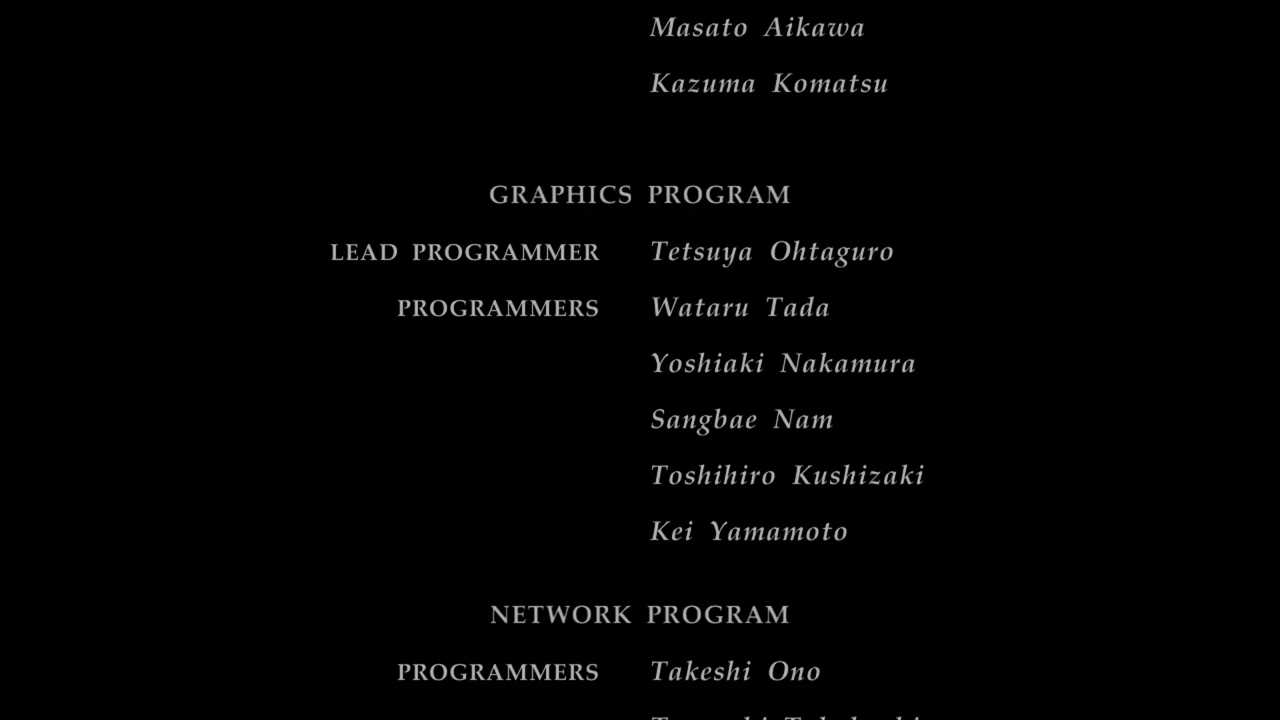 Masato Aikawa
Kazuma Komatsu
GRAPHICS PROGRAM
LEAD PROGRAMMER Tetsuya Ohtaguro
PROGRAMMERS Wataru Tada
Yoshiaki Nakamura
Sangbae Nam
Toshihiro Kushizaki
Kei Yamamoto
NETWORK PROGRAM
PROGRAMMERS Takeshi Ono